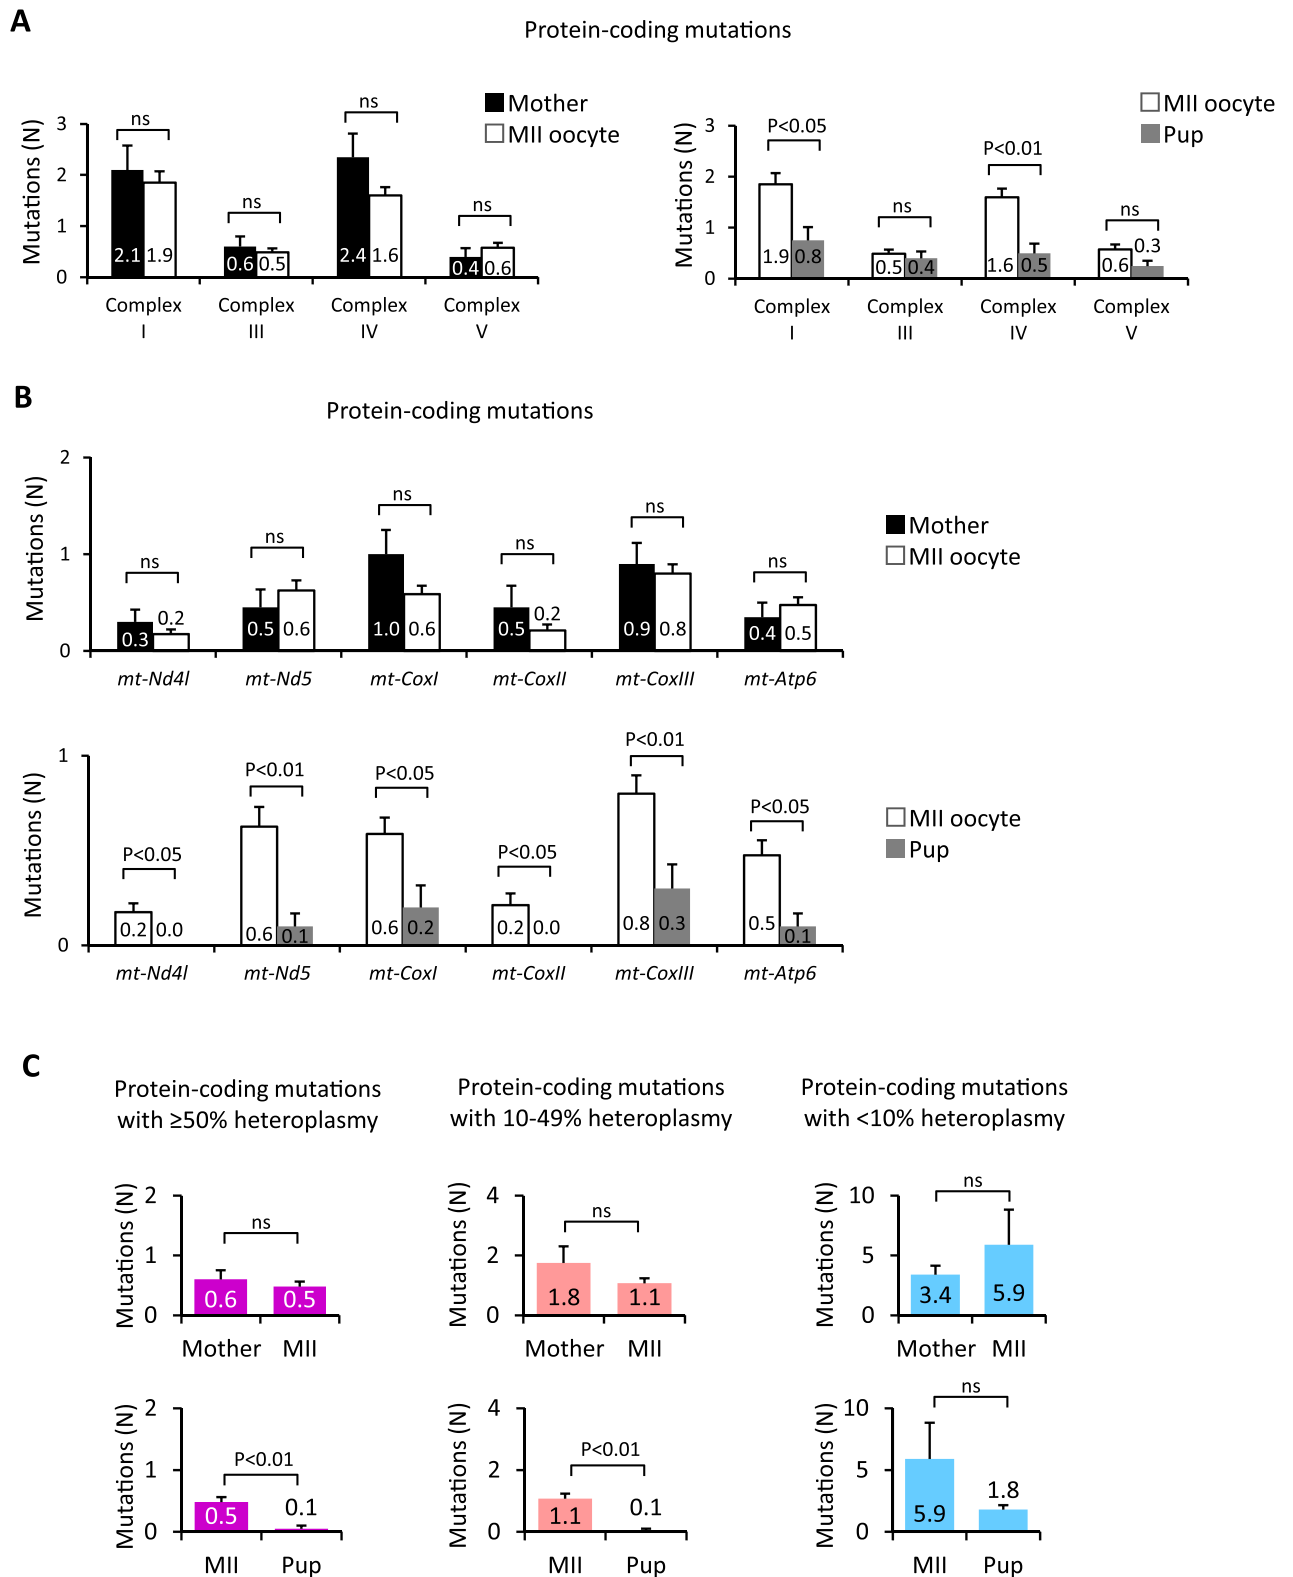 A
Protein-coding mutations
Mutations (N)
3
2
1
0
ns
ns
ns
ns
2.1
1.9
0.6
0.5
2.4
1.6
0.4
0.6
Complex
I
Complex
III
Complex
IV
Complex
V
Mother
MII oocyte
Mutations (N)
3
2
1
0
P<0.05
ns
P<0.01
ns
1.9
0.8
0.5
0.4
1.6
0.5
0.6
0.3
Complex
I
Complex
III
Complex
IV
Complex
V
MII oocyte
Pup
B
Protein-coding mutations
Mutations (N)
2
1
0
ns
ns
ns
ns
ns
ns
0.3
0.2
0.5
0.6
1.0
0.6
0.5
0.2
0.9
0.8
0.4
0.5
mt-Nd4l
mt-Nd5
mt-CoxI
mt-CoxII
mt-CoxIII
mt-Atp6
Mother
MII oocyte
Mutations (N)
1
0
P<0.05
P<0.01
P<0.05
P<0.05
P<0.01
P<0.05
0.2
0.0
0.6
0.1
0.6
0.2
0.2
0.0
0.8
0.3
0.5
0.1
mt-Nd4l
mt-Nd5
mt-CoxI
mt-CoxII
mt-CoxIII
mt-Atp6
MII oocyte
Pup
C
Protein-coding mutations
with ≥50% heteroplasmy
Protein-coding mutations
with 10-49% heteroplasmy
Protein-coding mutations
with <10% heteroplasmy
Mutations (N)
2
1
0
ns
0.6
0.5
Mother
MII
Mutations (N)
4
2
0
ns
1.8
1.1
Mother
MII
Mutations (N)
10
5
0
ns
3.4
5.9
Mother
MII
Mutations (N)
2
1
0
P<0.01
0.5
0.1
MII
Pup
Mutations (N)
4
2
0
P<0.01
1.1
0.1
MII
Pup
Mutations (N)
10
5
0
ns
5.9
1.8
MII
Pup